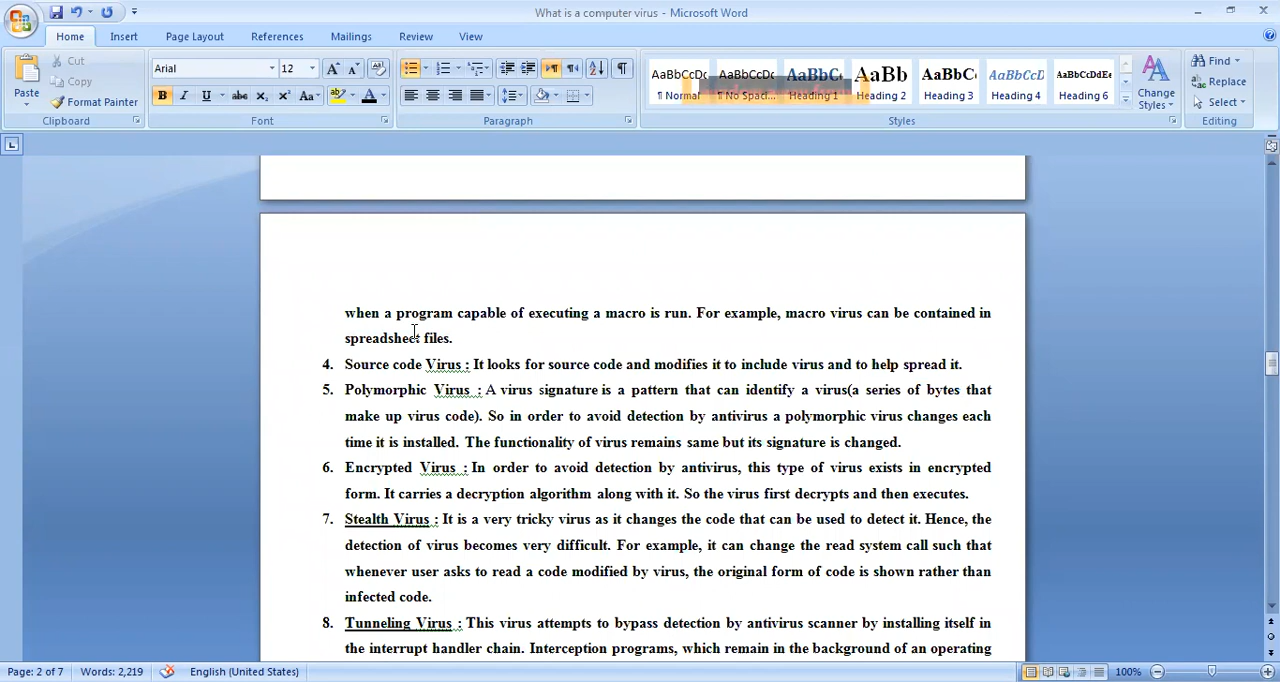 What is a computer virus - Microsoft Word
Home Insert Page Layout References Mailings Review View
Cut
Copy
Format Painter
Paste
Clipboard
Arial 12
Font
Paragraph
AaBbCcDc AaBbCcDc AaBbC AaBb AaBbC AaBbCcD AaBbCcDdEe
¶ Normal ¶ No Spaci... Heading 1 Heading 2 Heading 3 Heading 4 Heading 6
Change Styles
Styles
Find
Replace
Select
Editing
when a program capable of executing a macro is run. For example, macro virus can be contained in
spreadsheet files.
4. Source code Virus : It looks for source code and modifies it to include virus and to help spread it.
5. Polymorphic Virus : A virus signature is a pattern that can identify a virus(a series of bytes that
make up virus code). So in order to avoid detection by antivirus a polymorphic virus changes each
time it is installed. The functionality of virus remains same but its signature is changed.
6. Encrypted Virus : In order to avoid detection by antivirus, this type of virus exists in encrypted
form. It carries a decryption algorithm along with it. So the virus first decrypts and then executes.
7. Stealth Virus : It is a very tricky virus as it changes the code that can be used to detect it. Hence, the
detection of virus becomes very difficult. For example, it can change the read system call such that
whenever user asks to read a code modified by virus, the original form of code is shown rather than
infected code.
8. Tunneling Virus : This virus attempts to bypass detection by antivirus scanner by installing itself in
the interrupt handler chain. Interception programs, which remain in the background of an operating
Page: 2 of 7 Words: 2,219 English (United States) 100%